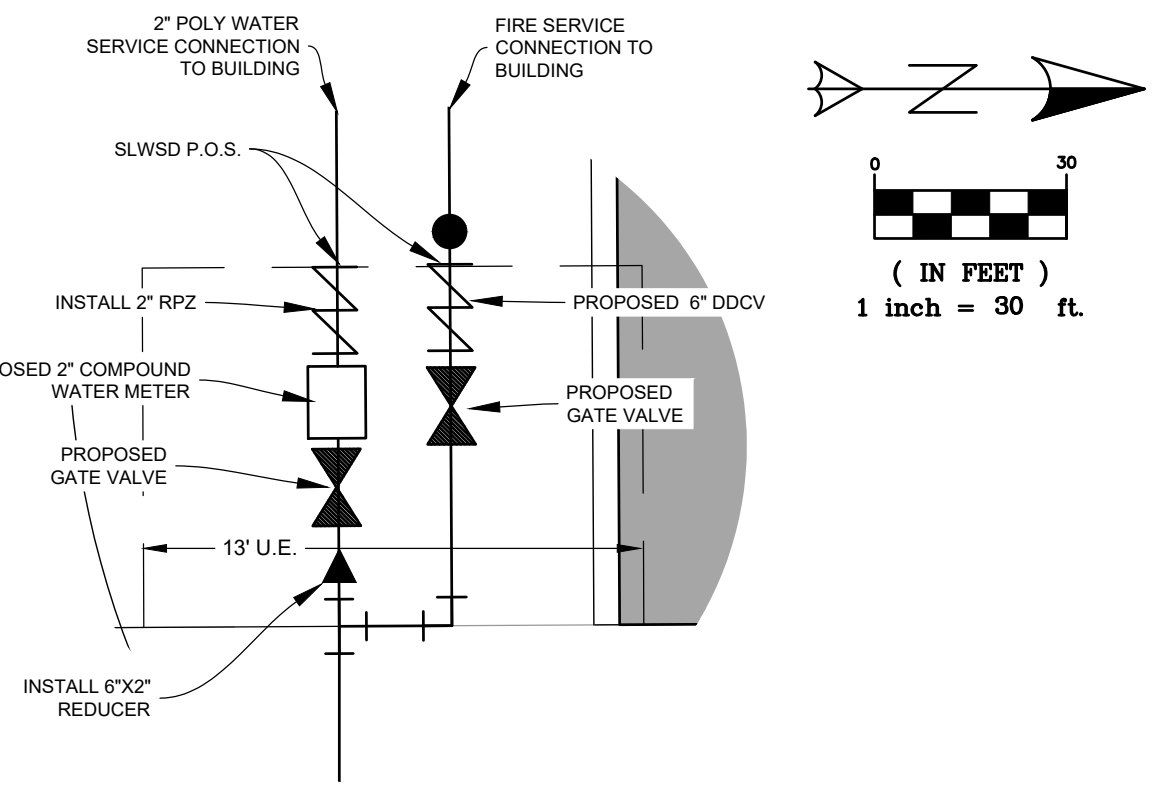 2" POLY WATER
SERVICE CONNECTION
TO BUILDING
FIRE SERVICE
CONNECTION TO
BUILDING
SLWSD P.O.S.
INSTALL 2" RPZ
PROPOSED 6" DDCV
OSED 2" COMPOUND
WATER METER
PROPOSED
GATE VALVE
PROPOSED
GATE VALVE
13' U.E.
INSTALL 6"X2"
REDUCER
N
0 30
( IN FEET )
1 inch = 30 ft.